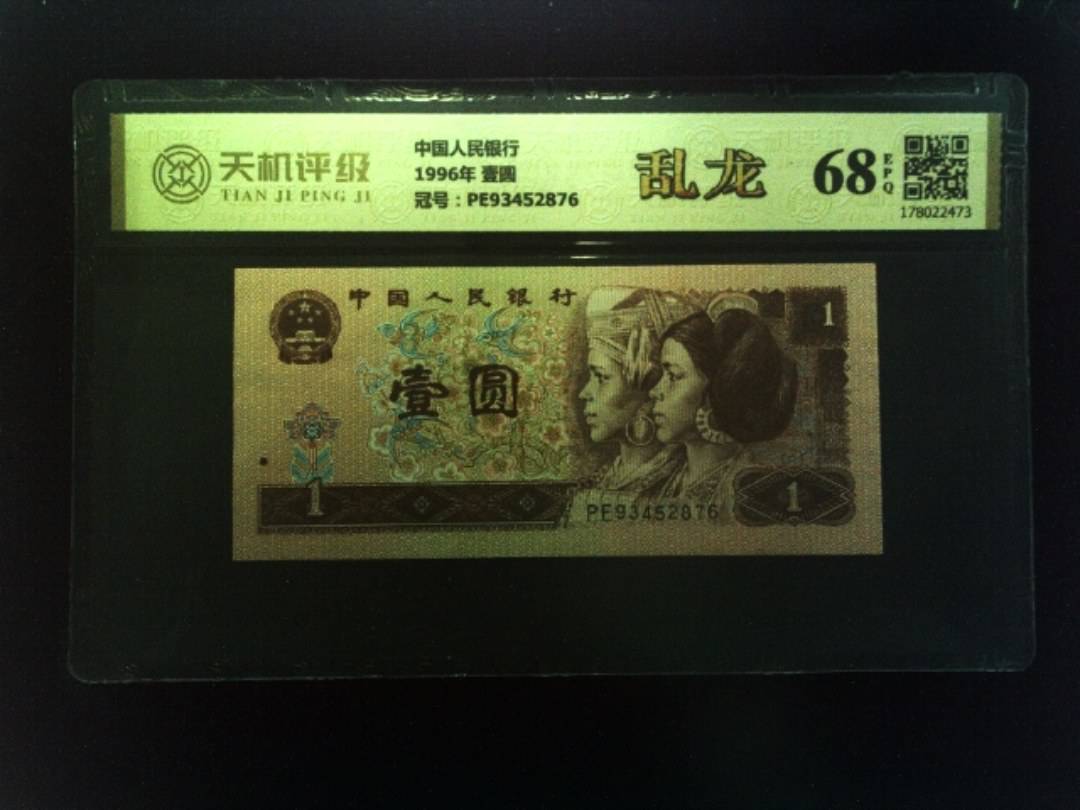 天机评级
TIAN JI PING JI
中国人民银行
1996年 壹圆
冠号：PE93452876
乱龙
68
EPQ
178022473
中国人民银行
1
壹圆
1
PE93452876
1